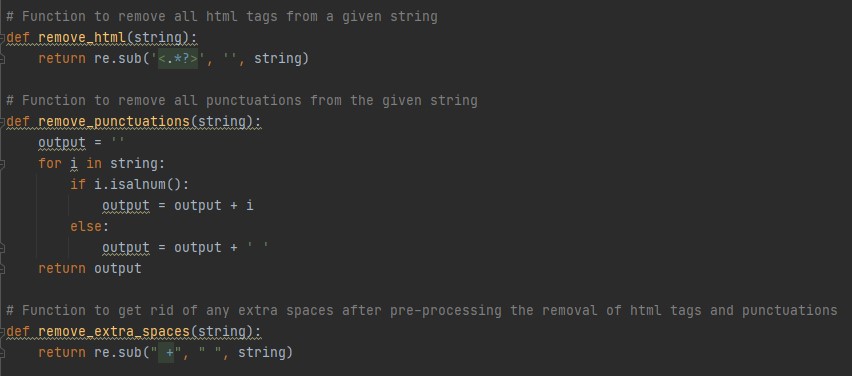 # Function to remove all html tags from a given string
def remove_html(string):
    return re.sub('<.*?>', '', string)
# Function to remove all punctuations from the given string
def remove_punctuations(string):
    output = ''
    for i in string:
        if i.isalnum():
            output = output + i
        else:
            output = output + ' '
    return output
# Function to get rid of any extra spaces after pre-processing the removal of html tags and punctuations
def remove_extra_spaces(string):
    return re.sub(" +", " ", string)